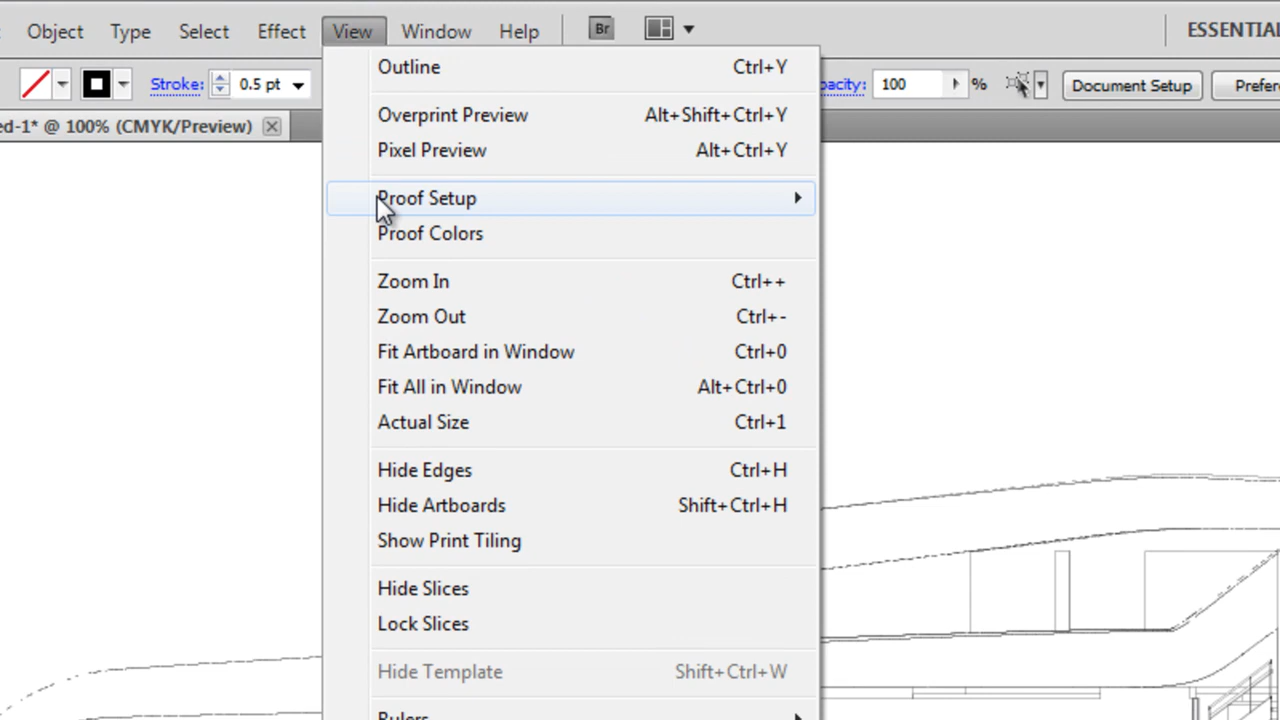 Object Type Select Effect View Window Help Br ESSENTIAL
Stroke: 0.5 pt pacity: 100 % Document Setup Prefer
ed-1* @ 100% (CMYK/Preview)
Outline Ctrl+Y
Overprint Preview Alt+Shift+Ctrl+Y
Pixel Preview Alt+Ctrl+Y
Proof Setup
Proof Colors
Zoom In Ctrl++
Zoom Out Ctrl+-
Fit Artboard in Window Ctrl+0
Fit All in Window Alt+Ctrl+0
Actual Size Ctrl+1
Hide Edges Ctrl+H
Hide Artboards Shift+Ctrl+H
Show Print Tiling
Hide Slices
Lock Slices
Hide Template Shift+Ctrl+W
Rulers